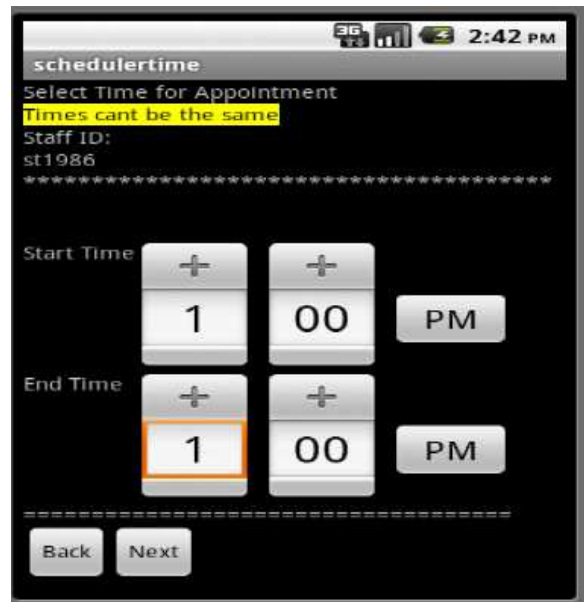 3G 2:42 PM
schedulertime
Select Time for Appointment
Times cant be the same
Staff ID:
st1986
***************************************
Start Time
+ +
1 00 PM
End Time
+ +
1 00 PM
====================================
Back Next